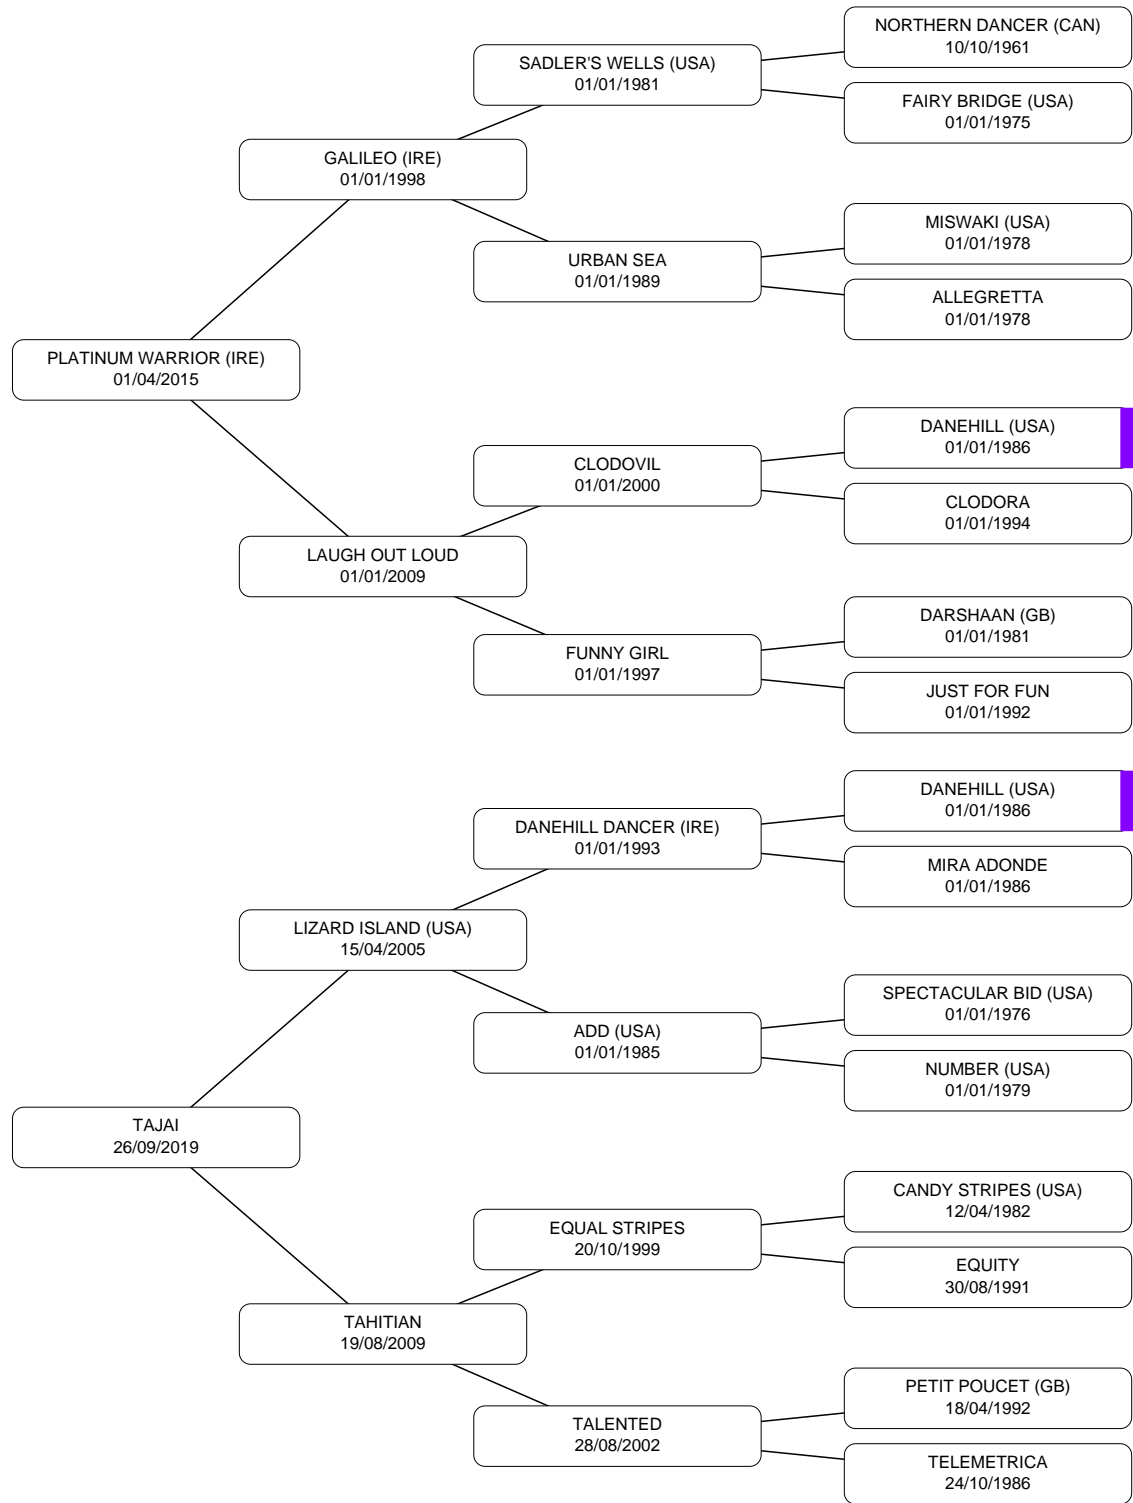 NORTHERN DANCER (CAN)
10/10/1961
SADLER'S WELLS (USA)
01/01/1981
FAIRY BRIDGE (USA)
01/01/1975
GALILEO (IRE)
01/01/1998
MISWAKI (USA)
01/01/1978
URBAN SEA
01/01/1989
ALLEGRETTA
01/01/1978
PLATINUM WARRIOR (IRE)
01/04/2015
DANEHILL (USA)
01/01/1986
CLODOVIL
01/01/2000
CLODORA
01/01/1994
LAUGH OUT LOUD
01/01/2009
DARSHAAN (GB)
01/01/1981
FUNNY GIRL
01/01/1997
JUST FOR FUN
01/01/1992
DANEHILL (USA)
01/01/1986
DANEHILL DANCER (IRE)
01/01/1993
MIRA ADONDE
01/01/1986
LIZARD ISLAND (USA)
15/04/2005
SPECTACULAR BID (USA)
01/01/1976
ADD (USA)
01/01/1985
NUMBER (USA)
01/01/1979
TAJAI
26/09/2019
CANDY STRIPES (USA)
12/04/1982
EQUAL STRIPES
20/10/1999
EQUITY
30/08/1991
TAHITIAN
19/08/2009
PETIT POUCET (GB)
18/04/1992
TALENTED
28/08/2002
TELEMETRICA
24/10/1986